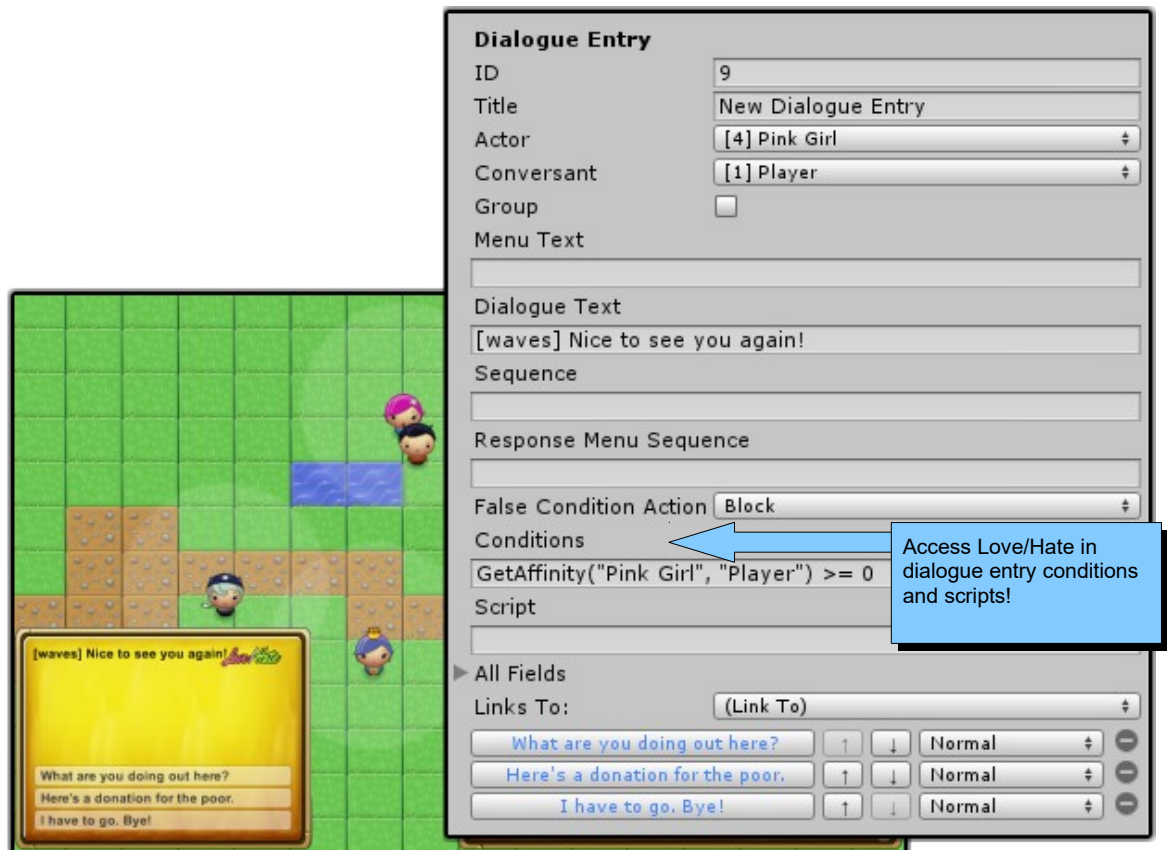 Dialogue Entry
ID 9
Title New Dialogue Entry
Actor [4] Pink Girl
Conversant [1] Player
Group
Menu Text
Dialogue Text
[waves] Nice to see you again!
Sequence
Response Menu Sequence
False Condition Action Block
Conditions
GetAffinity("Pink Girl", "Player") >= 0
Script
Access Love/Hate in
dialogue entry conditions
and scripts!
All Fields
Links To: (Link To)
What are you doing out here? ↑ ↓ Normal
Here's a donation for the poor. ↑ ↓ Normal
I have to go. Bye! ↑ ↓ Normal
[waves] Nice to see you again! Love/Hate
What are you doing out here?
Here's a donation for the poor.
I have to go. Bye!